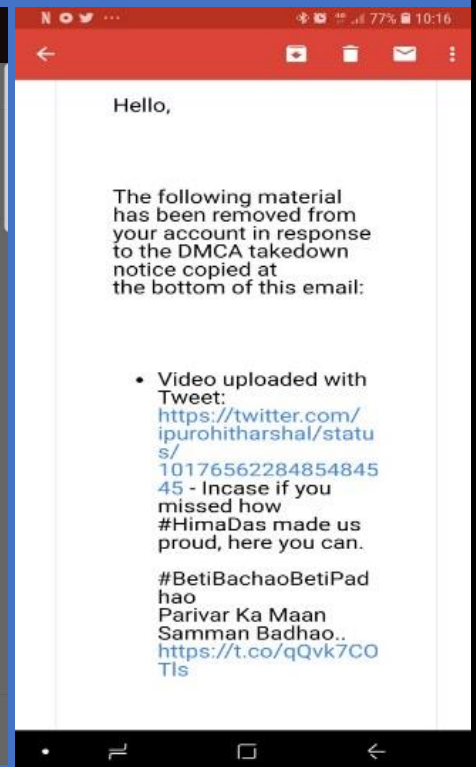 77% 10:16
Hello,
The following material
has been removed from
your account in response
to the DMCA takedown
notice copied at
the bottom of this email:
• Video uploaded with
Tweet:
https://twitter.com/
ipurohitharshal/statu
s/
10176562284854845
45 - Incase if you
missed how
#HimaDas made us
proud, here you can.
#BetiBachaoBetiPad
hao
Parivar Ka Maan
Samman Badhao..
https://t.co/qQvk7CO
Tls